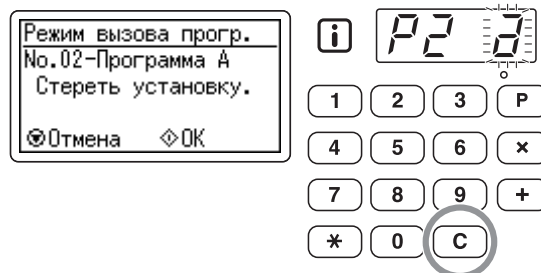 Режим вызова прогр.
No.02-Программа A
Стереть установку.
Отмена OK
i
P2 a
1 2 3 P
4 5 6 ×
7 8 9 +
* 0 C